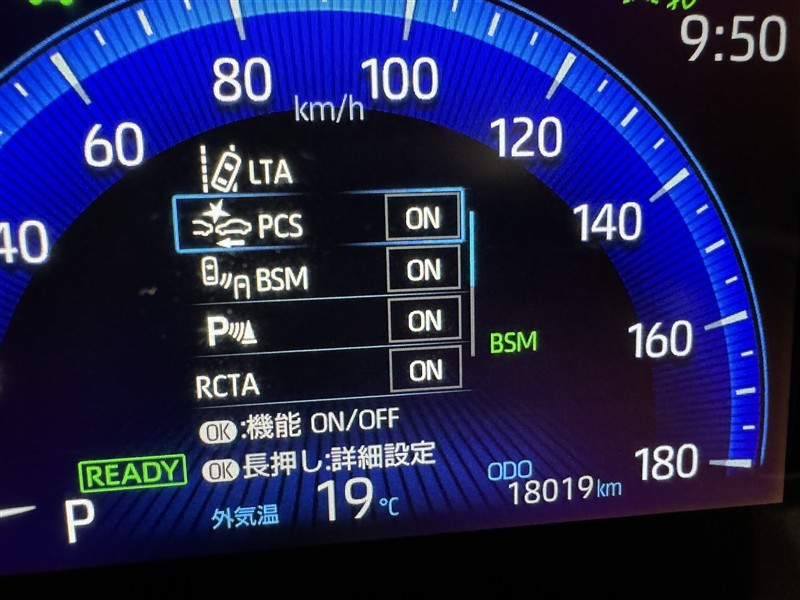 9:50
80
100
km/h
60
120
LTA
40
PCS ON
140
BSM ON
P ON
BSM
160
RCTA ON
OK:機能 ON/OFF
OK長押し:詳細設定
READY
180
ODO
18019km
P
外気温 19℃